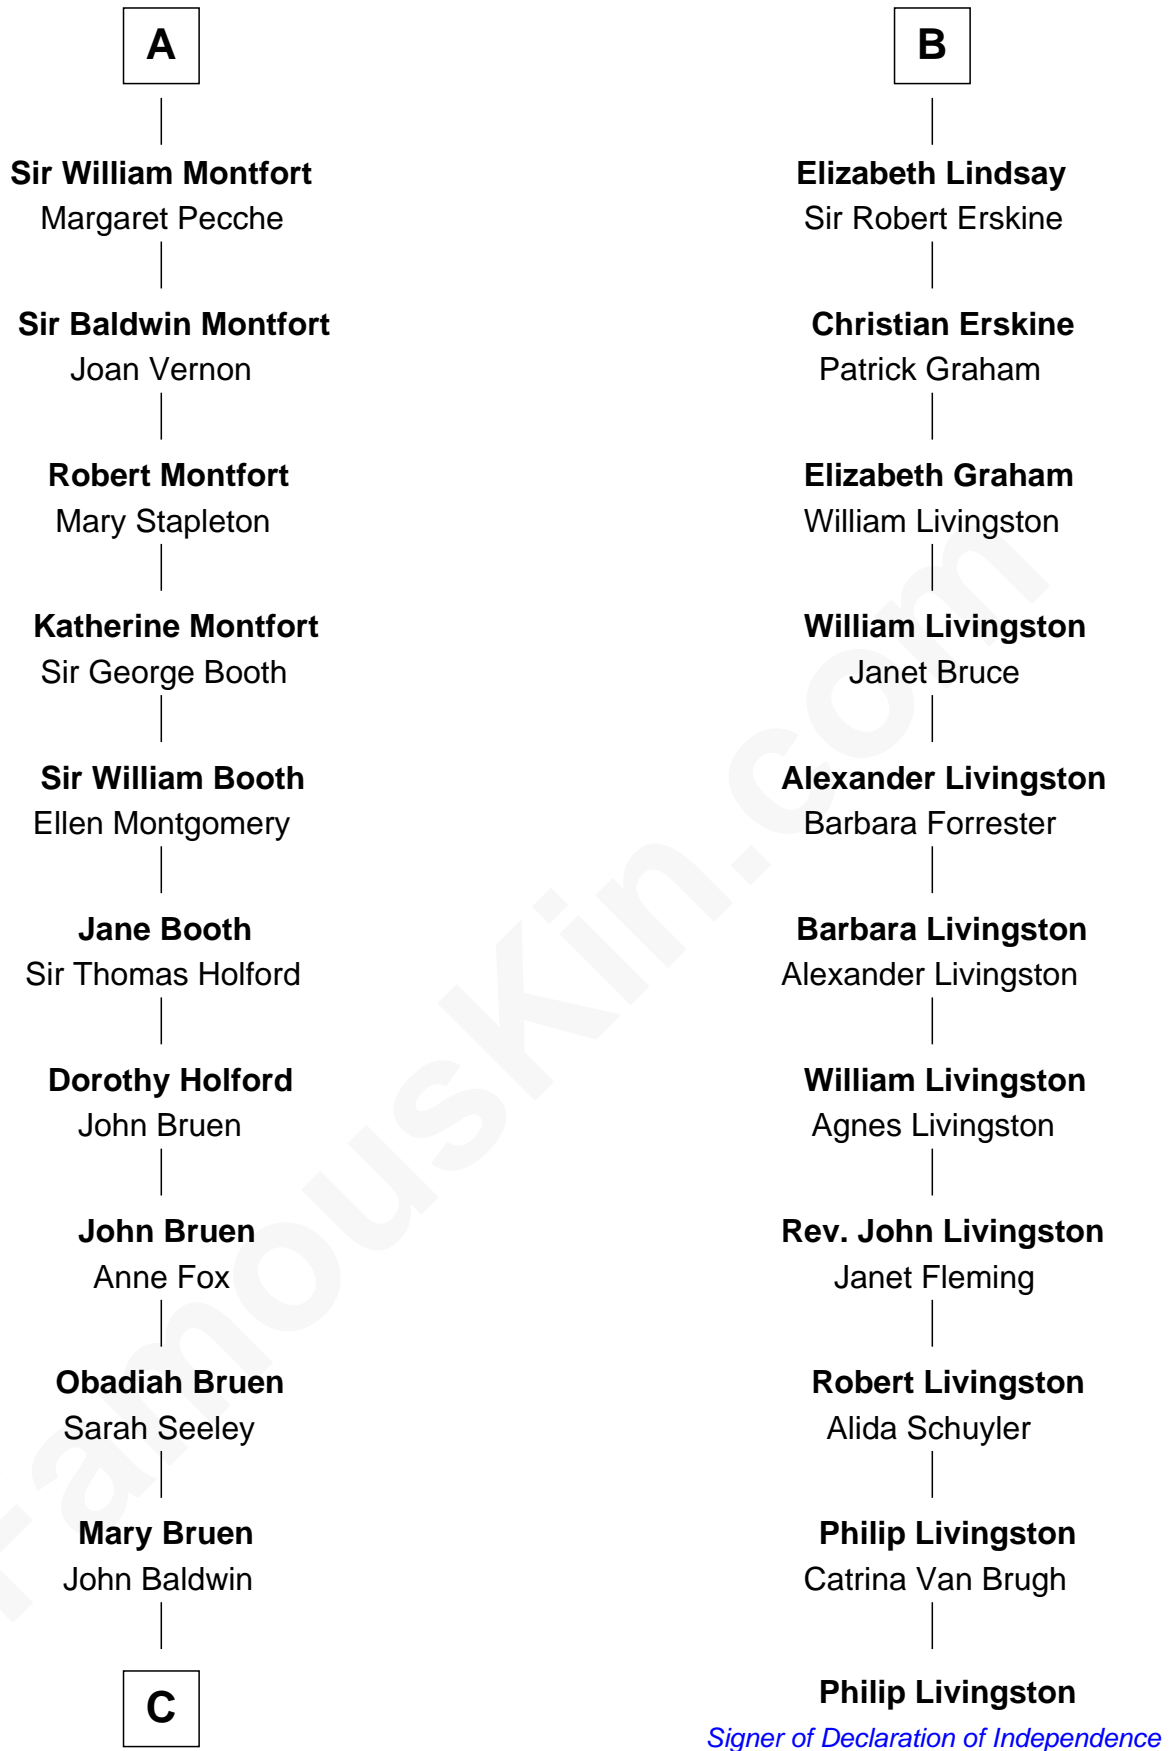 A
Sir William Montfort
Margaret Pecche
Sir Baldwin Montfort
Joan Vernon
Robert Montfort
Mary Stapleton
Katherine Montfort
Sir George Booth
Sir William Booth
Ellen Montgomery
Jane Booth
Sir Thomas Holford
Dorothy Holford
John Bruen
John Bruen
Anne Fox
Obadiah Bruen
Sarah Seeley
Mary Bruen
John Baldwin
C
B
Elizabeth Lindsay
Sir Robert Erskine
Christian Erskine
Patrick Graham
Elizabeth Graham
William Livingston
William Livingston
Janet Bruce
Alexander Livingston
Barbara Forrester
Barbara Livingston
Alexander Livingston
William Livingston
Agnes Livingston
Rev. John Livingston
Janet Fleming
Robert Livingston
Alida Schuyler
Philip Livingston
Catrina Van Brugh
Philip Livingston
Signer of Declaration of Independence
FamousKin.com